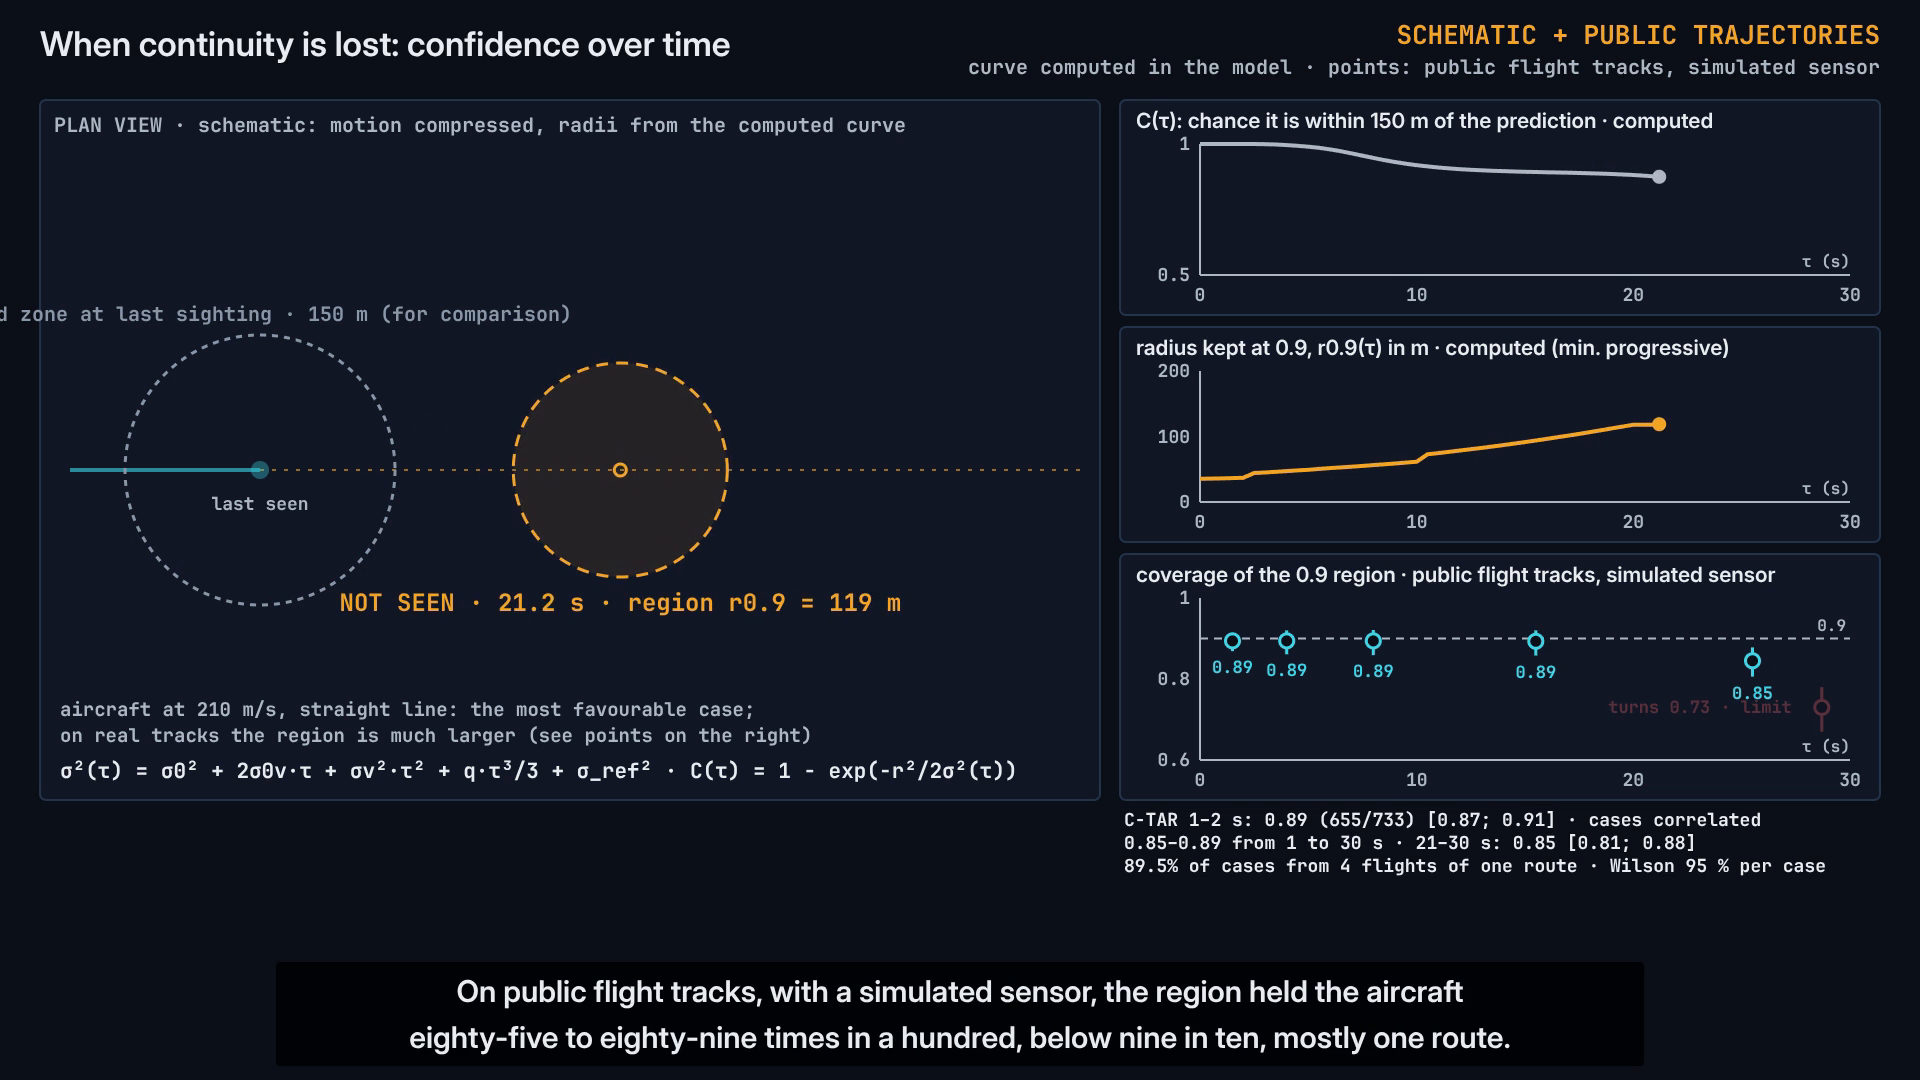 When continuity is lost: confidence over time
SCHEMATIC + PUBLIC TRAJECTORIES
curve computed in the model · points: public flight tracks, simulated sensor
PLAN VIEW · schematic: motion compressed, radii from the computed curve
d zone at last sighting · 150 m (for comparison)
last seen
NOT SEEN · 21.2 s · region r0.9 = 119 m
aircraft at 210 m/s, straight line: the most favourable case;
on real tracks the region is much larger (see points on the right)
σ²(τ) = σ0² + 2σ0v·τ + σv²·τ² + q·τ³/3 + σ_ref² · C(τ) = 1 - exp(-r²/2σ²(τ))
C(τ): chance it is within 150 m of the prediction · computed
1
0.5
τ (s)
0 10 20 30
radius kept at 0.9, r0.9(τ) in m · computed (min. progressive)
200
100
0
τ (s)
0 10 20 30
coverage of the 0.9 region · public flight tracks, simulated sensor
1
0.9
0.89 0.89 0.89 0.89
0.8
0.85
turns 0.73 · limit
τ (s)
0.6
0 10 20 30
C-TAR 1–2 s: 0.89 (655/733) [0.87; 0.91] · cases correlated
0.85–0.89 from 1 to 30 s · 21–30 s: 0.85 [0.81; 0.88]
89.5% of cases from 4 flights of one route · Wilson 95 % per case
On public flight tracks, with a simulated sensor, the region held the aircraft
eighty-five to eighty-nine times in a hundred, below nine in ten, mostly one route.